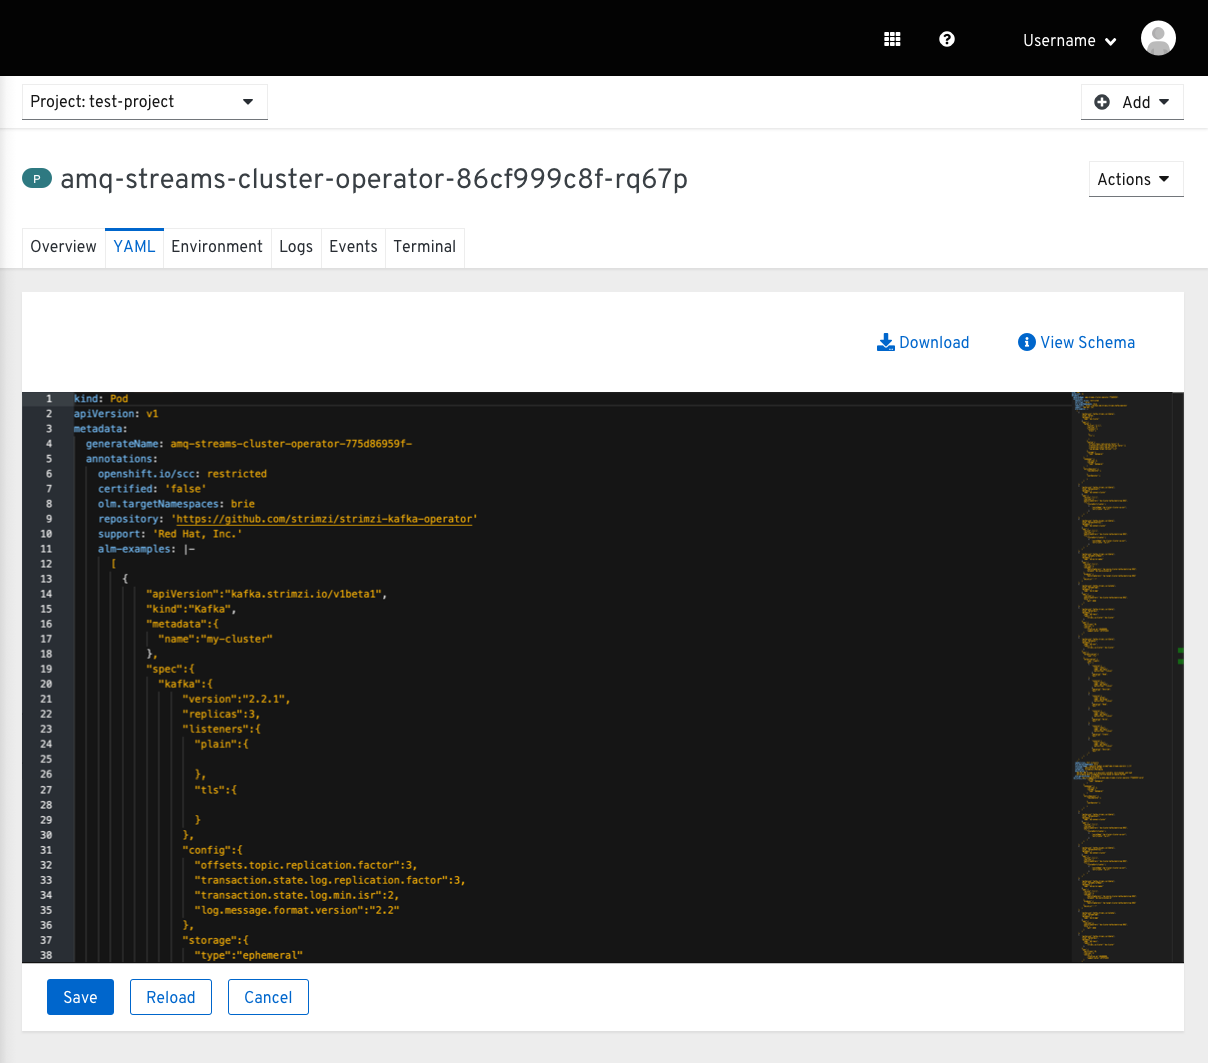 Username
Project: test-project
Add
P amq-streams-cluster-operator-86cf999c8f-rq67p
Actions
Overview YAML Environment Logs Events Terminal
Download View Schema
1 kind: Pod
2 apiVersion: v1
3 metadata:
4 generateName: amq-streams-cluster-operator-775d86959f-
5 annotations:
6 openshift.io/scc: restricted
7 certified: 'false'
8 olm.targetNamespaces: brie
9 repository: 'https://github.com/strimzi/strimzi-kafka-operator'
10 support: 'Red Hat, Inc.'
11 alm-examples: |-
12 [
13 {
14 "apiVersion":"kafka.strimzi.io/v1beta1",
15 "kind":"Kafka",
16 "metadata":{
17 "name":"my-cluster"
18 },
19 "spec":{
20 "kafka":{
21 "version":"2.2.1",
22 "replicas":3,
23 "listeners":{
24 "plain":{
25
26 },
27 "tls":{
28
29 }
30 },
31 "config":{
32 "offsets.topic.replication.factor":3,
33 "transaction.state.log.replication.factor":3,
34 "transaction.state.log.min.isr":2,
35 "log.message.format.version":"2.2"
36 },
37 "storage":{
38 "type":"ephemeral"
Save Reload Cancel